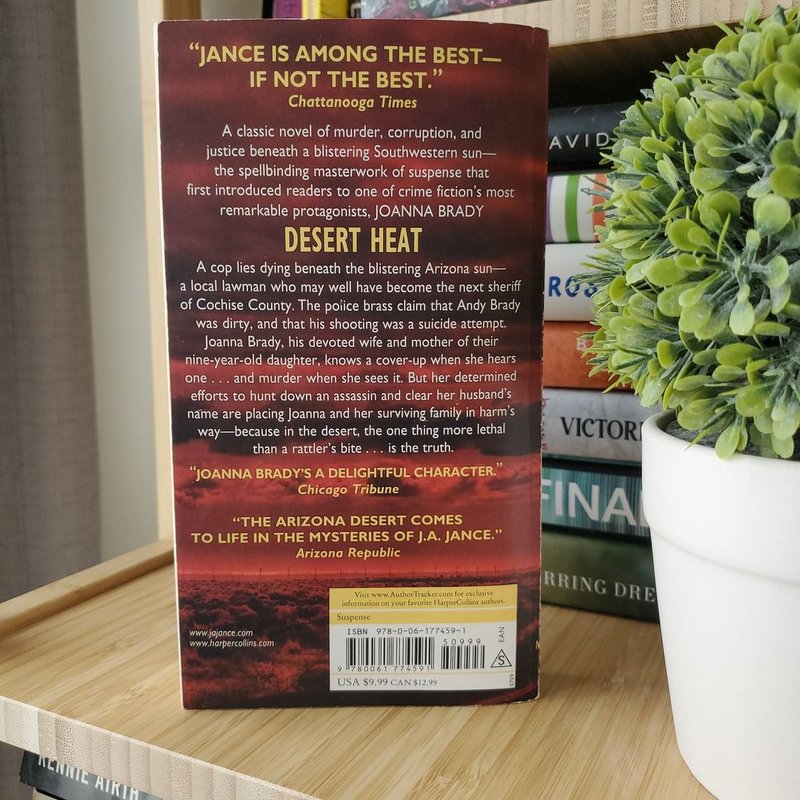 “JANCE IS AMONG THE BEST—
IF NOT THE BEST.”
Chattanooga Times
A classic novel of murder, corruption, and
justice beneath a blistering Southwestern sun—
the spellbinding masterwork of suspense that
first introduced readers to one of crime fiction’s most
remarkable protagonists, JOANNA BRADY
DESERT HEAT
A cop lies dying beneath the blistering Arizona sun—
a local lawman who may well have become the next sheriff
of Cochise County. The police brass claim that Andy Brady
was dirty, and that his shooting was a suicide attempt.
Joanna Brady, his devoted wife and mother of their
nine-year-old daughter, knows a cover-up when she hears
one . . . and murder when she sees it. But her determined
efforts to hunt down an assassin and clear her husband’s
name are placing Joanna and her surviving family in harm’s
way—because in the desert, the one thing more lethal
than a rattler’s bite . . . is the truth.
“JOANNA BRADY’S A DELIGHTFUL CHARACTER.”
Chicago Tribune
“THE ARIZONA DESERT COMES
TO LIFE IN THE MYSTERIES OF J.A. JANCE.”
Arizona Republic
Visit www.AuthorTracker.com for exclusive
information on your favorite HarperCollins authors.
Suspense
ISBN 978-0-06-177459-1
50999
EAN
S
9 780061 774591
USA $9.99 CAN $12.99
0709
www.jajance.com
www.harpercollins.com
DAVID
ROS
VICTOR
FINAL
RRING DRE
RENNIE AIRTH